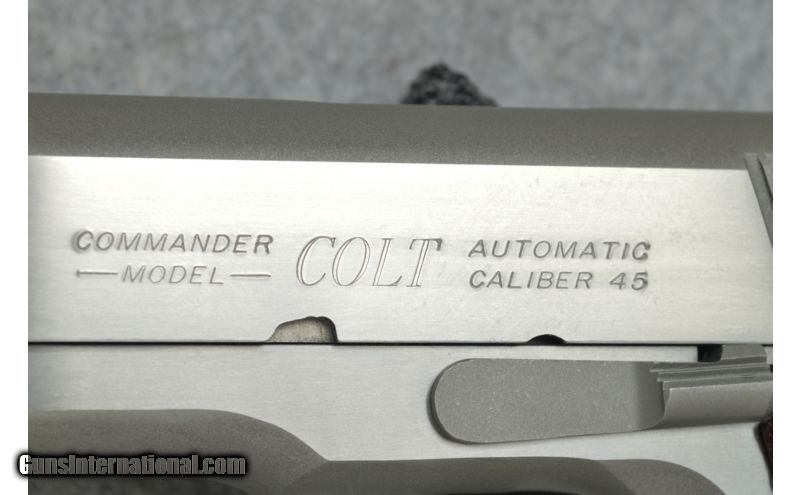 COMMANDER
—MODEL—
COLT
AUTOMATIC
CALIBER 45
GunsInternational.com